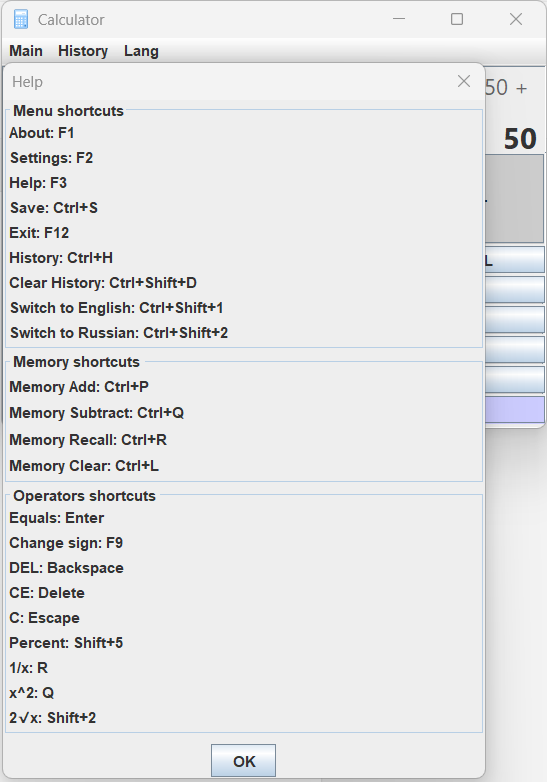 Calculator
Main History Lang
50 +
50
L
Help
Menu shortcuts
About: F1
Settings: F2
Help: F3
Save: Ctrl+S
Exit: F12
History: Ctrl+H
Clear History: Ctrl+Shift+D
Switch to English: Ctrl+Shift+1
Switch to Russian: Ctrl+Shift+2
Memory shortcuts
Memory Add: Ctrl+P
Memory Subtract: Ctrl+Q
Memory Recall: Ctrl+R
Memory Clear: Ctrl+L
Operators shortcuts
Equals: Enter
Change sign: F9
DEL: Backspace
CE: Delete
C: Escape
Percent: Shift+5
1/x: R
x^2: Q
2√x: Shift+2
OK